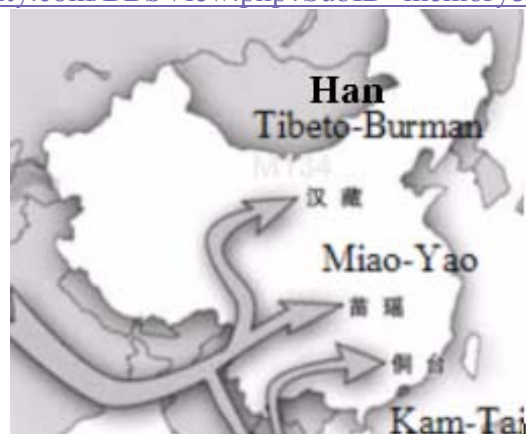 Han
Tibeto-Burman
M134
汉藏
Miao-Yao
苗瑶
侗台
Kam-Tai